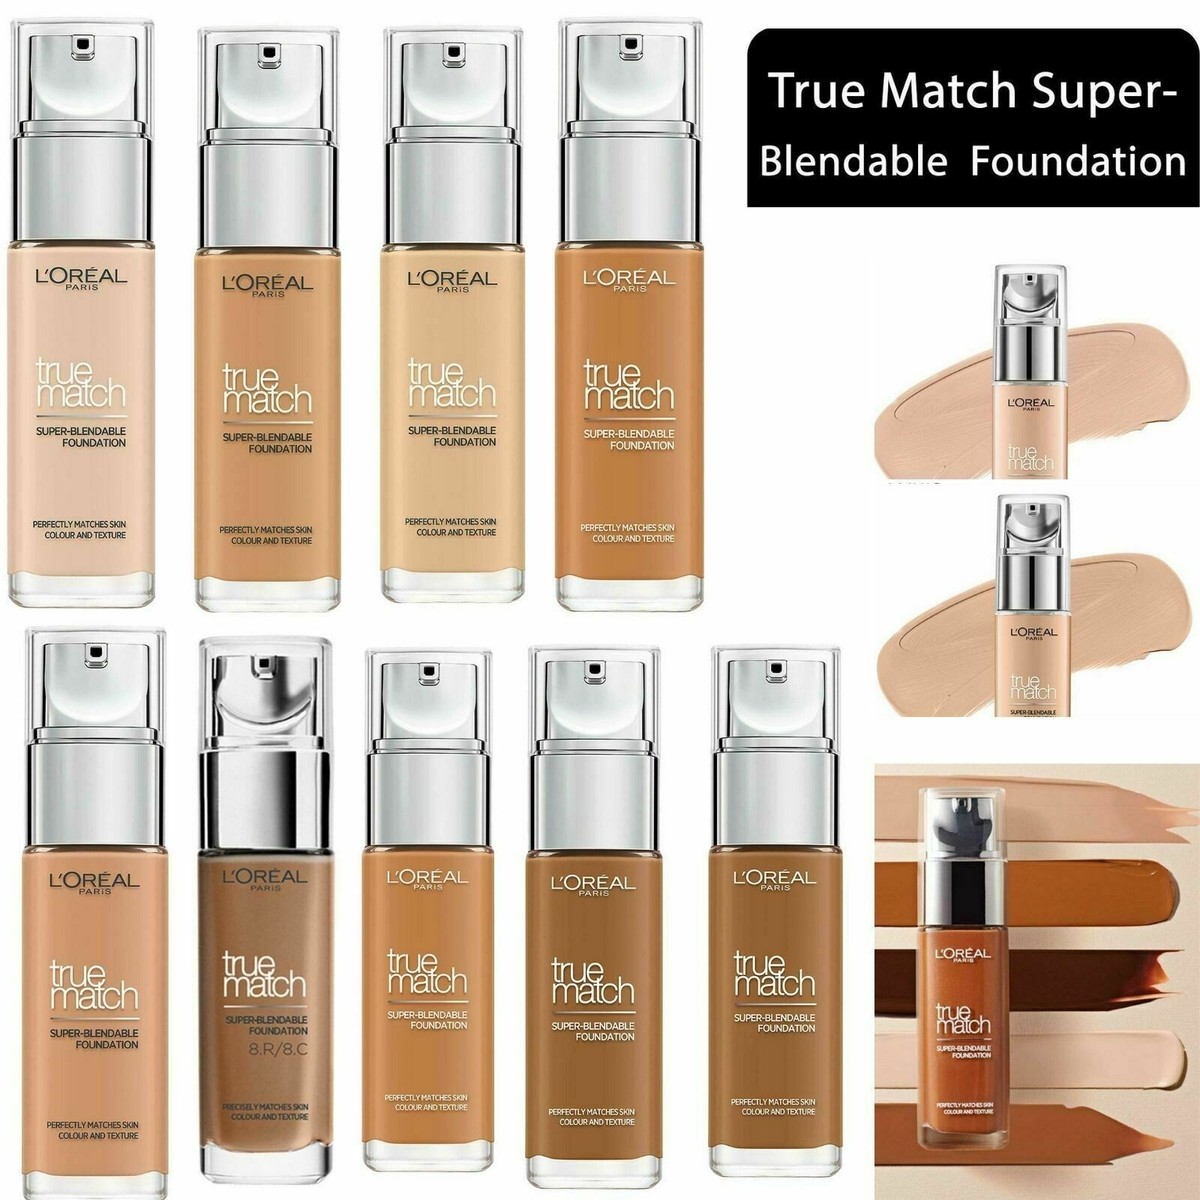 True Match Super-
Blendable Foundation
L'ORÉAL
PARIS
true
match
SUPER-BLENDABLE
FOUNDATION
PERFECTLY MATCHES SKIN
COLOUR AND TEXTURE
L'ORÉAL
PARIS
true
match
SUPER-BLENDABLE
FOUNDATION
PERFECTLY MATCHES SKIN
COLOUR AND TEXTURE
L'ORÉAL
PARIS
true
match
SUPER-BLENDABLE
FOUNDATION
PERFECTLY MATCHES SKIN
COLOUR AND TEXTURE
L'ORÉAL
PARIS
true
match
SUPER-BLENDABLE
FOUNDATION
PERFECTLY MATCHES SKIN
COLOUR AND TEXTURE
L'ORÉAL
PARIS
true
match
L'ORÉAL
PARIS
true
match
SUPER-BLENDABLE
L'ORÉAL
PARIS
true
match
SUPER-BLENDABLE
FOUNDATION
PERFECTLY MATCHES SKIN
COLOUR AND TEXTURE
L'ORÉAL
PARIS
true
match
SUPER-BLENDABLE
FOUNDATION
8.R/8.C
PRECISELY MATCHES SKIN
COLOUR AND TEXTURE
L'ORÉAL
PARIS
true
match
SUPER-BLENDABLE
FOUNDATION
PERFECTLY MATCHES SKIN
COLOUR AND TEXTURE
L'ORÉAL
PARIS
true
match
SUPER-BLENDABLE
FOUNDATION
PERFECTLY MATCHES SKIN
COLOUR AND TEXTURE
L'ORÉAL
PARIS
true
match
SUPER-BLENDABLE
FOUNDATION
PERFECTLY MATCHES SKIN
COLOUR AND TEXTURE
L'ORÉAL
PARIS
true
match
SUPER-BLENDABLE
FOUNDATION
PERFECTLY MATCHES SKIN
COLOUR AND TEXTURE